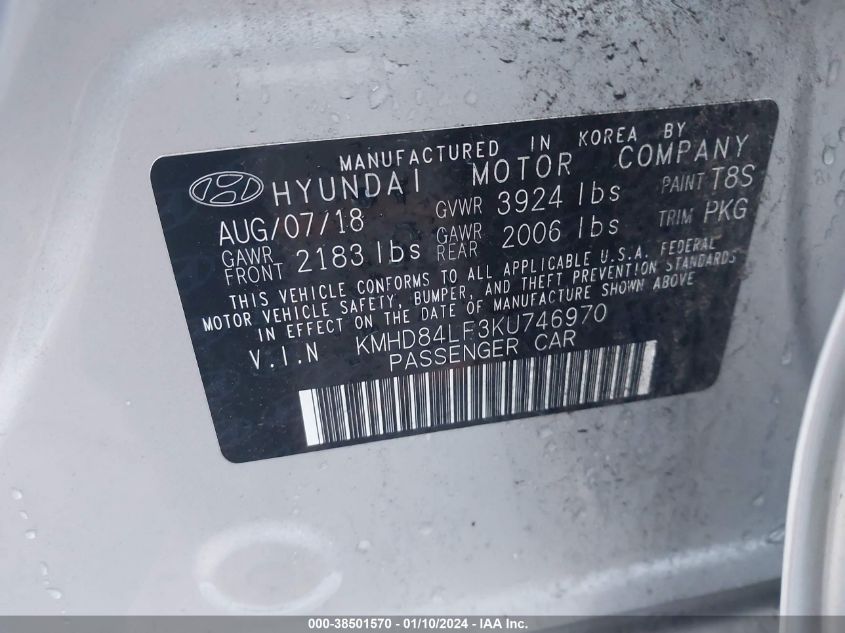 MANUFACTURED IN KOREA BY
HYUNDAI MOTOR COMPANY
AUG/07/18 GVWR 3924 lbs PAINT T8S
GAWR FRONT 2183 lbs GAWR REAR 2006 lbs TRIM PKG
THIS VEHICLE CONFORMS TO ALL APPLICABLE U.S.A. FEDERAL
MOTOR VEHICLE SAFETY, BUMPER, AND THEFT PREVENTION STANDARDS
IN EFFECT ON THE DATE OF MANUFACTURE SHOWN ABOVE
V.I.N KMHD84LF3KU746970
PASSENGER CAR
000-38501570 - 01/10/2024 - IAA Inc.